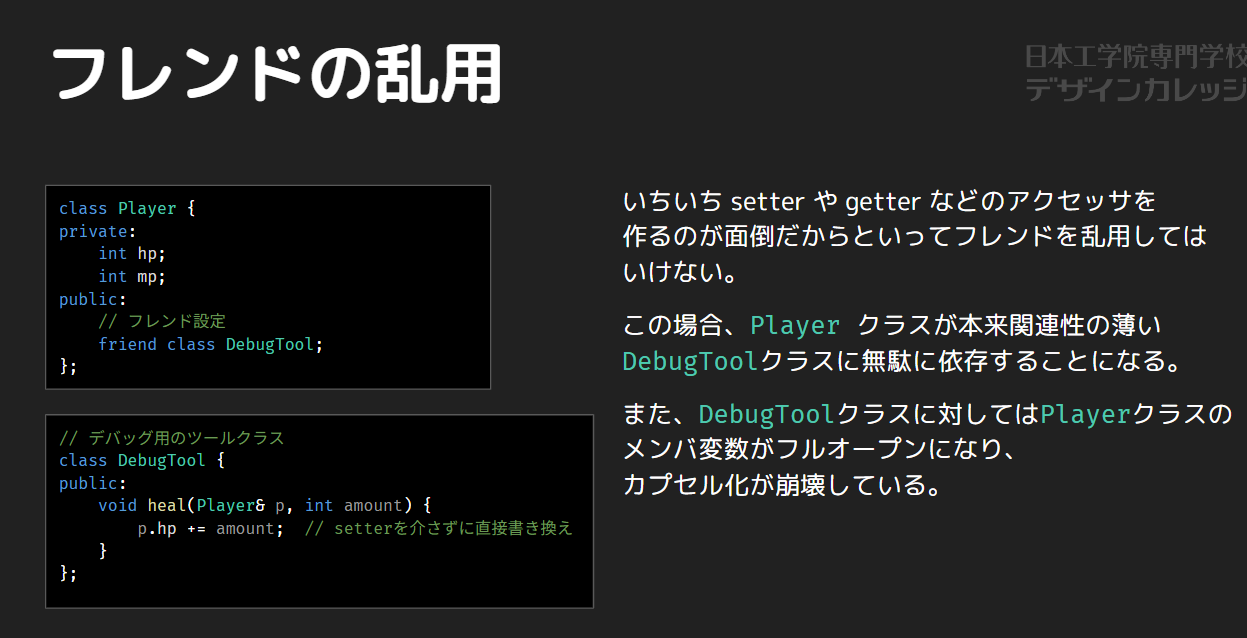 フレンドの乱用
日本工学院専門学校
デザインカレッジ
class Player {
private:
    int hp;
    int mp;
public:
    // フレンド設定
    friend class DebugTool;
};
// デバッグ用のツールクラス
class DebugTool {
public:
    void heal(Player& p, int amount) {
        p.hp += amount;  // setterを介さずに直接書き換え
    }
};
いちいち setter や getter などのアクセッサを
作るのが面倒だからといってフレンドを乱用しては
いけない。
この場合、Player クラスが本来関連性の薄い
DebugToolクラスに無駄に依存することになる。
また、DebugToolクラスに対してはPlayerクラスの
メンバ変数がフルオープンになり、
カプセル化が崩壊している。